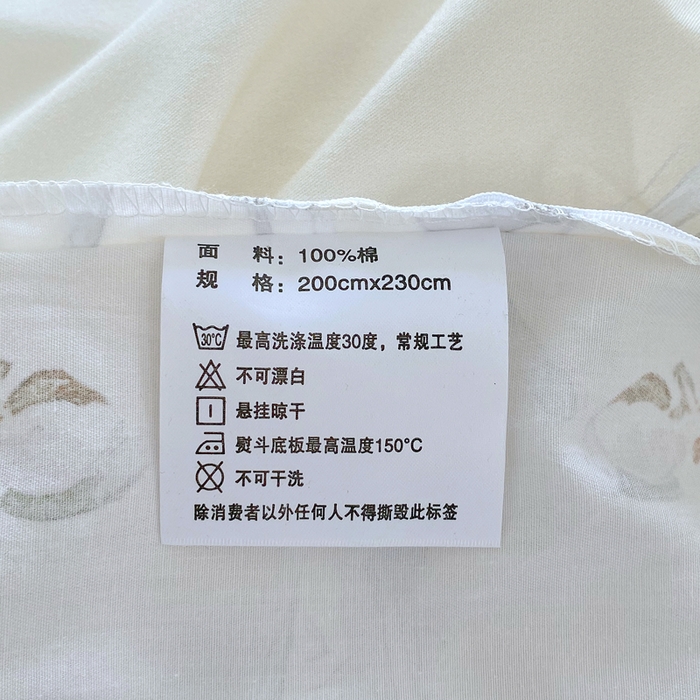 面 料：100%棉
规 格：200cmx230cm
30°C 最高洗涤温度30度，常规工艺
不可漂白
悬挂晾干
熨斗底板最高温度150°C
不可干洗
除消费者以外任何人不得撕毁此标签